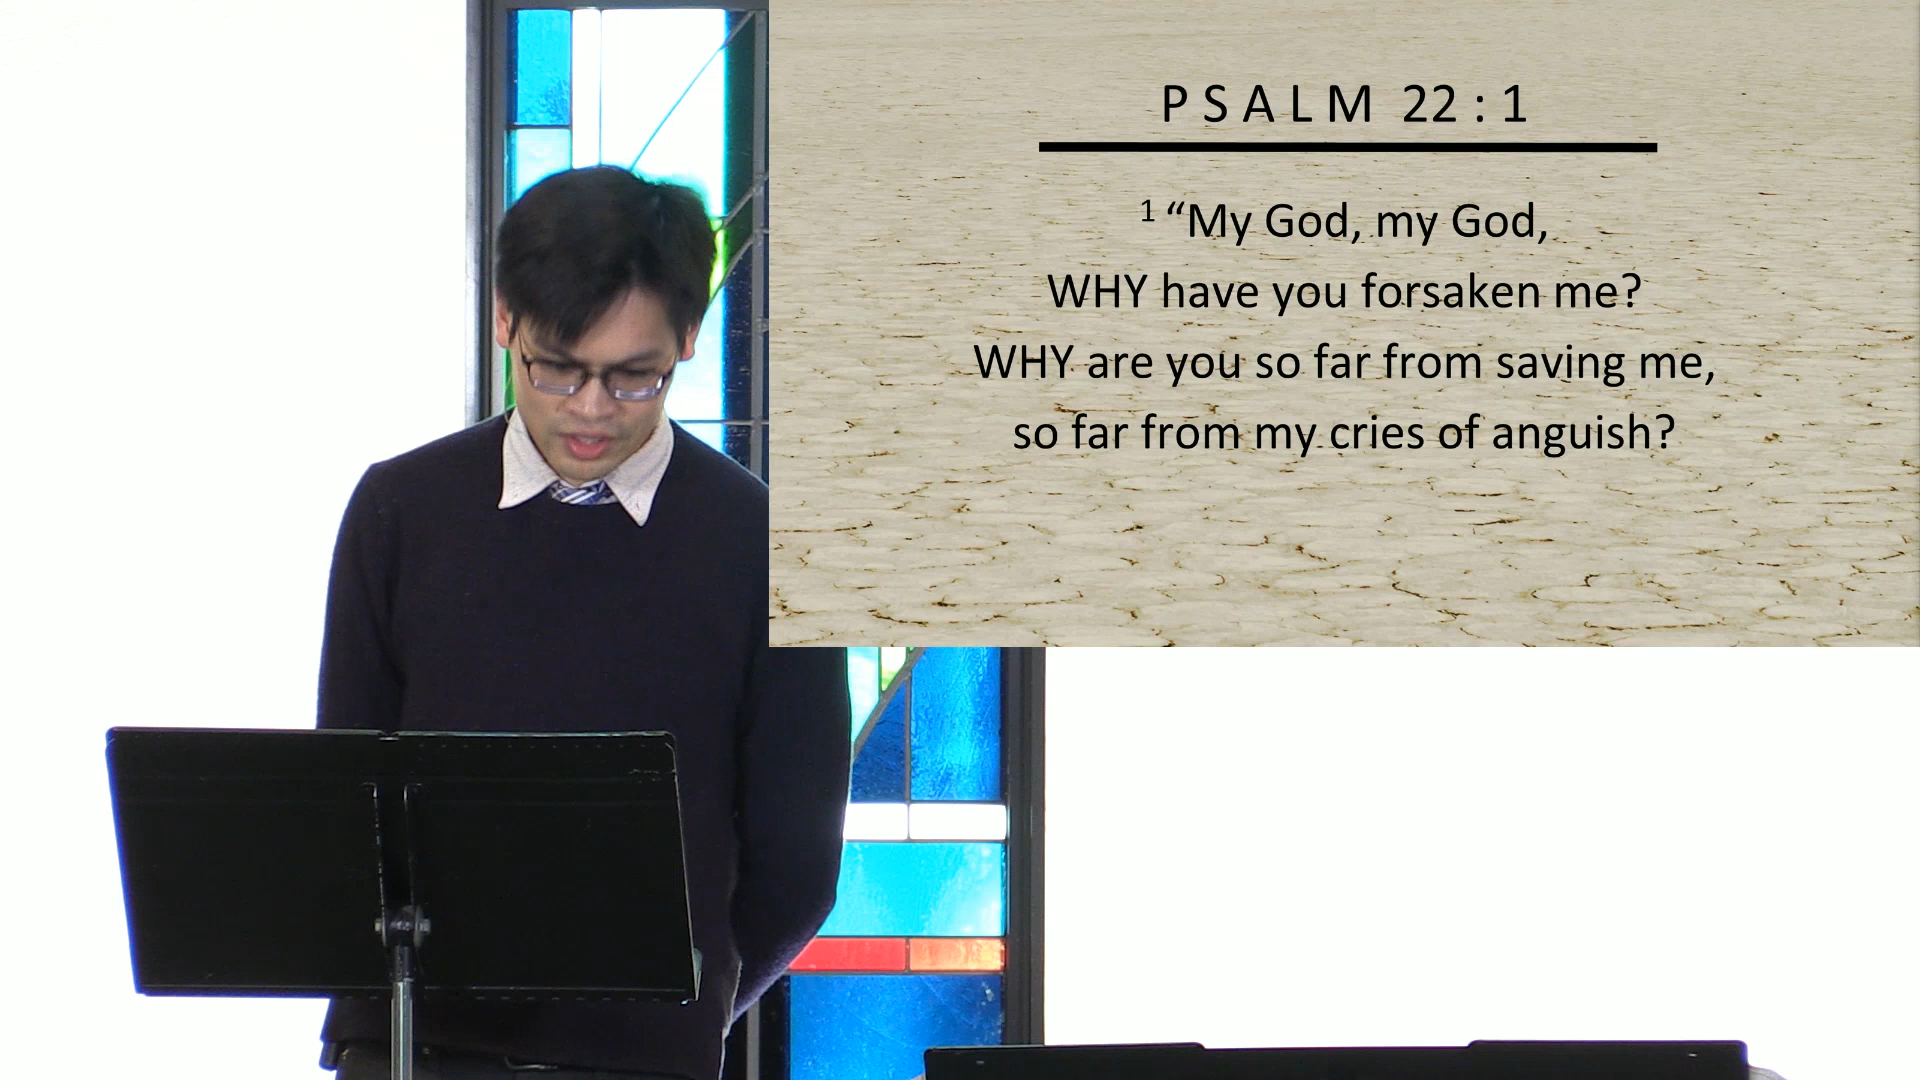 PSALM 22:1
1 “My God, my God,
WHY have you forsaken me?
WHY are you so far from saving me,
so far from my cries of anguish?